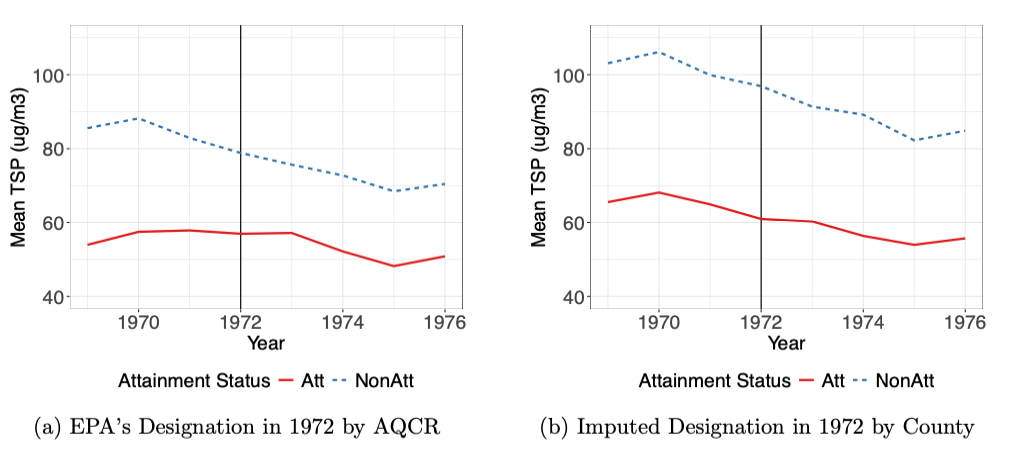 Mean TSP (ug/m3)
100
80
60
40
1970 1972 1974 1976
Year
Attainment Status Att NonAtt
(a) EPA's Designation in 1972 by AQCR
Mean TSP (ug/m3)
100
80
60
40
1970 1972 1974 1976
Year
Attainment Status Att NonAtt
(b) Imputed Designation in 1972 by County